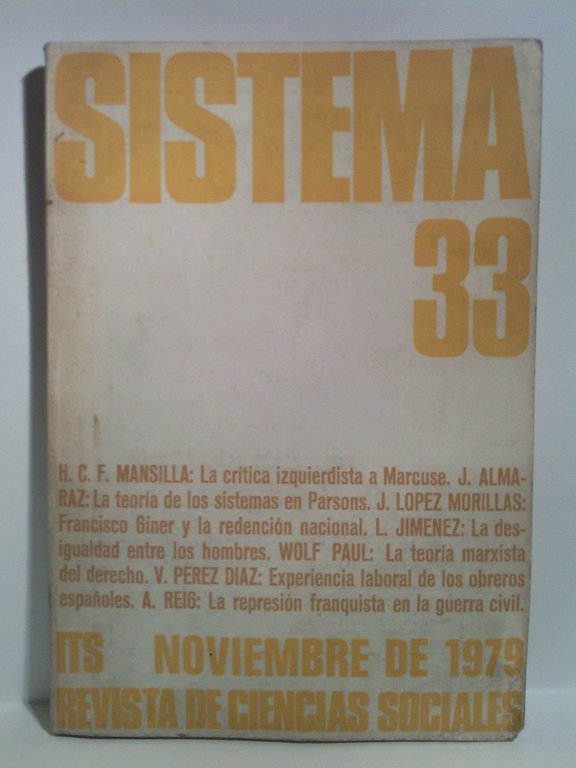 SISTEMA
33
H. C. F. MANSILLA: La crítica izquierdista a Marcuse. J. ALMA-
RAZ: La teoría de los sistemas en Parsons. J. LOPEZ MORILLAS:
Francisco Giner y la redención nacional. L. JIMENEZ: La des-
igualdad entre los hombres. WOLF PAUL: La teoría marxista
del derecho. V. PEREZ DIAZ: Experiencia laboral de los obreros
españoles. A. REIG: La represión franquista en la guerra civil.
ITS NOVIEMBRE DE 1979
REVISTA DE CIENCIAS SOCIALES